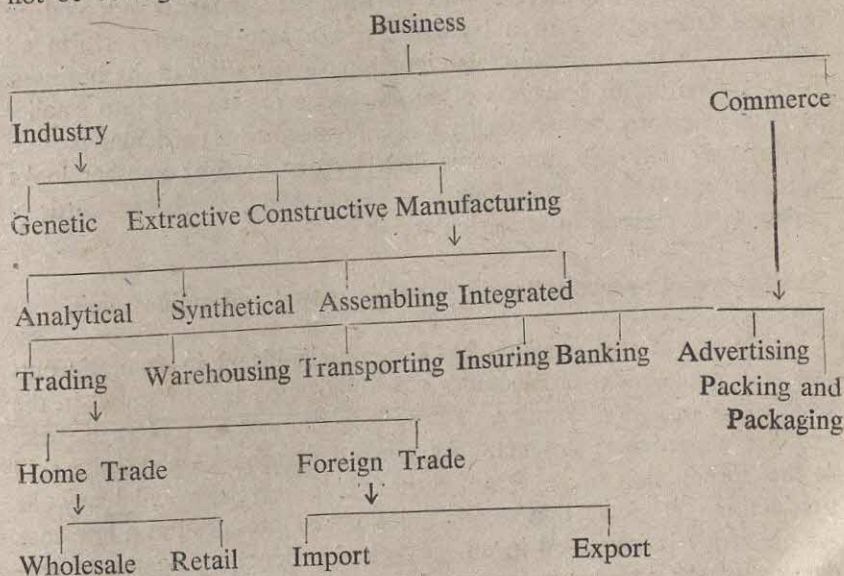 Business
Commerce
Industry
Genetic Extractive Constructive Manufacturing
Analytical Synthetical Assembling Integrated
Trading Warehousing Transporting Insuring Banking Advertising
Packing and
Packaging
Home Trade Foreign Trade
Wholesale Retail Import Export